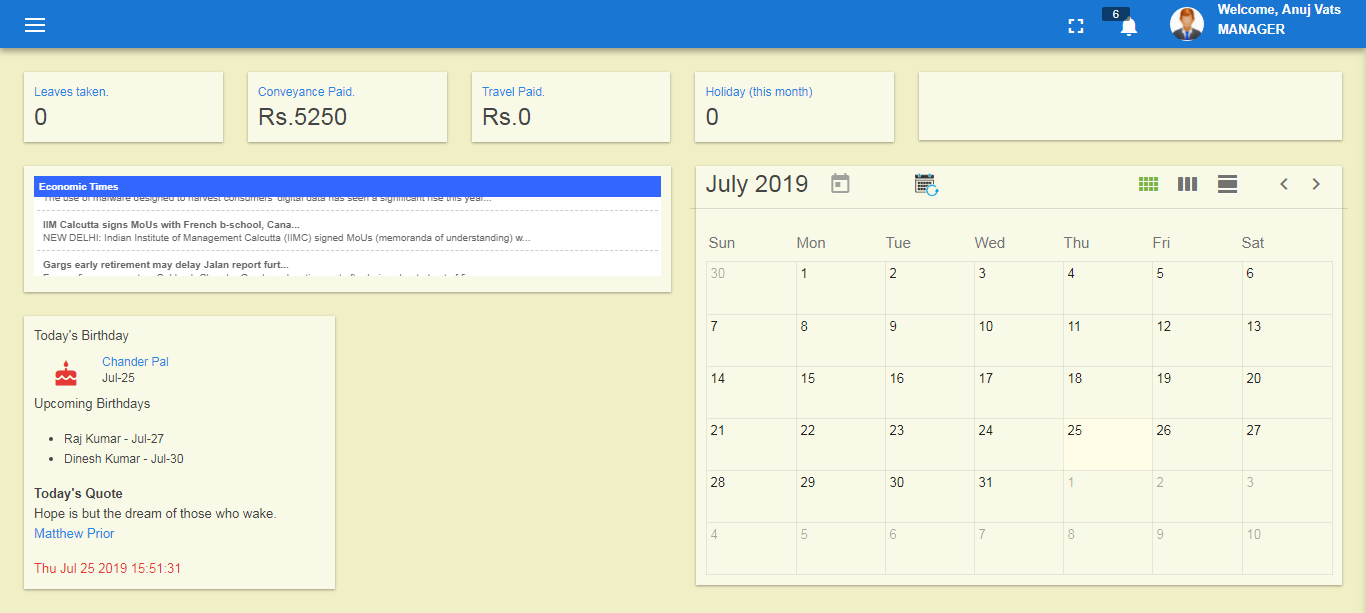 6
Welcome, Anuj Vats
MANAGER
Leaves taken.
0
Conveyance Paid.
Rs.5250
Travel Paid.
Rs.0
Holiday (this month)
0
Economic Times
The use of malware designed to harvest consumers' digital data has seen a significant rise this year...
IIM Calcutta signs MoUs with French b-school, Cana...
NEW DELHI: Indian Institute of Management Calcutta (IIMC) signed MoUs (memoranda of understanding) w...
Gargs early retirement may delay Jalan report furt...
Today's Birthday
Chander Pal
Jul-25
Upcoming Birthdays
Raj Kumar - Jul-27
Dinesh Kumar - Jul-30
Today's Quote
Hope is but the dream of those who wake.
Matthew Prior
Thu Jul 25 2019 15:51:31
July 2019
Sun Mon Tue Wed Thu Fri Sat
30 1 2 3 4 5 6
7 8 9 10 11 12 13
14 15 16 17 18 19 20
21 22 23 24 25 26 27
28 29 30 31 1 2 3
4 5 6 7 8 9 10